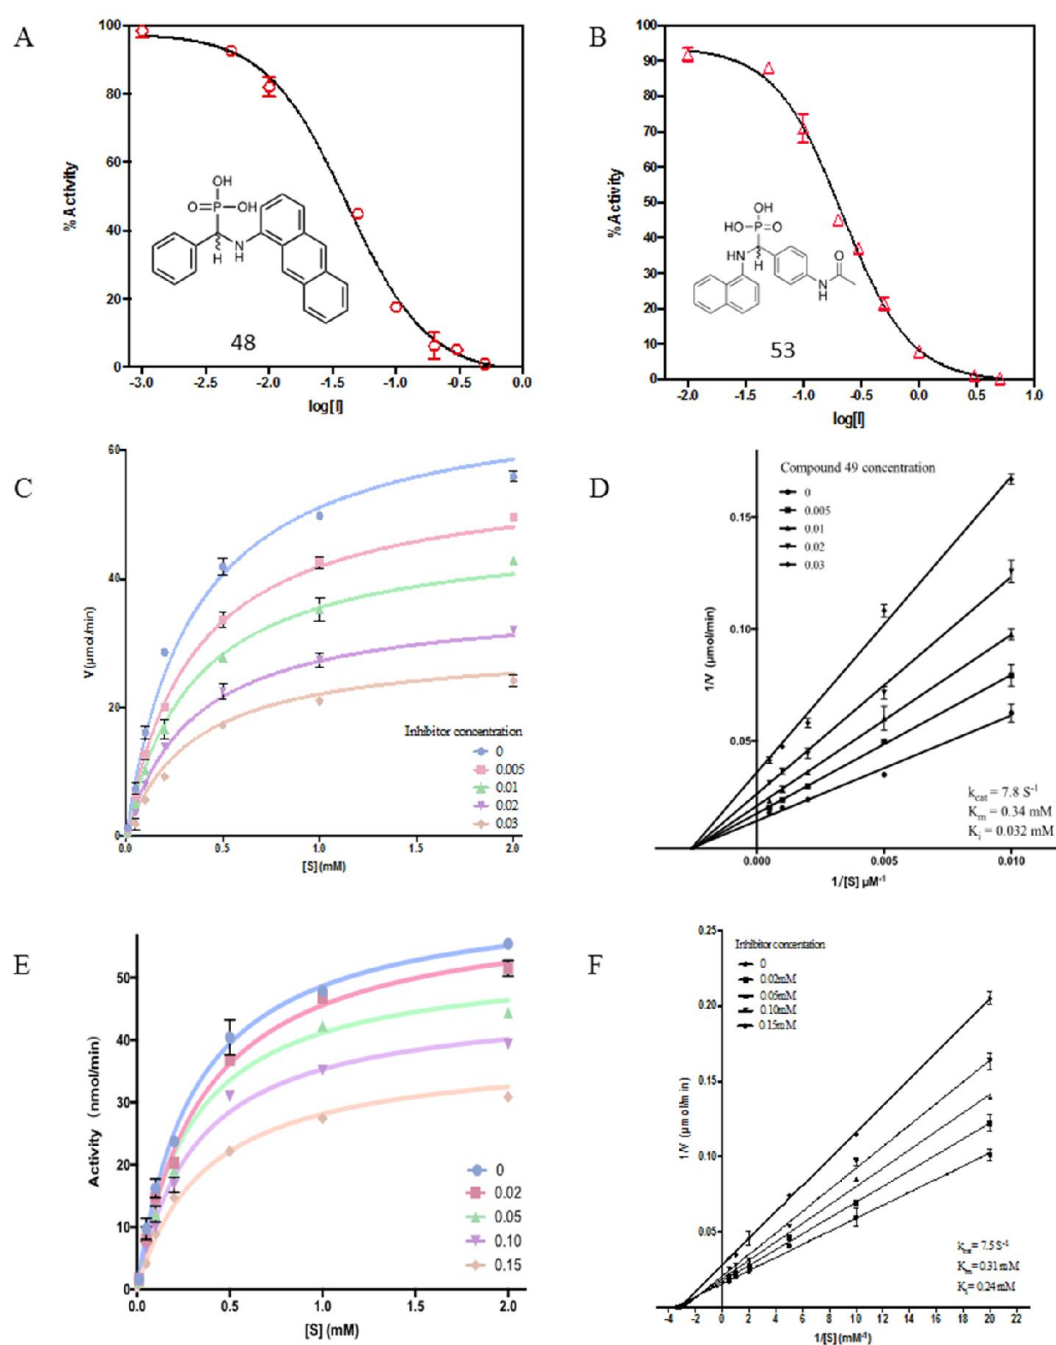 A
100
80
60
40
20
0
% Activity
-3.0 -2.5 -2.0 -1.5 -1.0 -0.5 0.0
log[I]
OH
O=P-OH
H
N
H
48
B
100
90
80
70
60
50
40
30
20
10
0
%Activity
-2.0 -1.5 -1.0 -0.5 0.0 0.5 1.0
log[I]
OH
HO-P=O
HN
H
O
N
H
53
C
60
40
20
0
V(µmol/min)
0.0 0.5 1.0 1.5 2.0
[S](mM)
Inhibitor concentration
0
0.005
0.01
0.02
0.03
D
Compound 49 concentration
0
0.005
0.01
0.02
0.03
0.15
0.10
0.05
1/V (µmol/min)
0.000 0.005 0.010
1/[S] µM⁻¹
kcat = 7.8 S⁻¹
Km = 0.34 mM
Ki = 0.032 mM
E
50
40
30
20
10
0
Activity (nmol/min)
0.0 0.5 1.0 1.5 2.0
[S] (mM)
0
0.02
0.05
0.10
0.15
F
0.25
0.20
0.15
0.10
0.05
1/V (µmol/min)
Inhibitor concentation
0
0.02mM
0.05mM
0.10mM
0.15mM
-4 -2 0 2 4 6 8 10 12 14 16 18 20 22
1/[S] (mM⁻¹)
kcat= 7.5 S⁻¹
Km= 0.31 mM
Ki= 0.24 mM